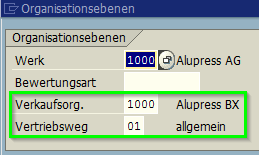 Organisationsebenen
Organisationsebenen
Werk 1000 Alupress AG
Bewertungsart
Verkaufsorg. 1000 Alupress BX
Vertriebsweg 01 allgemein